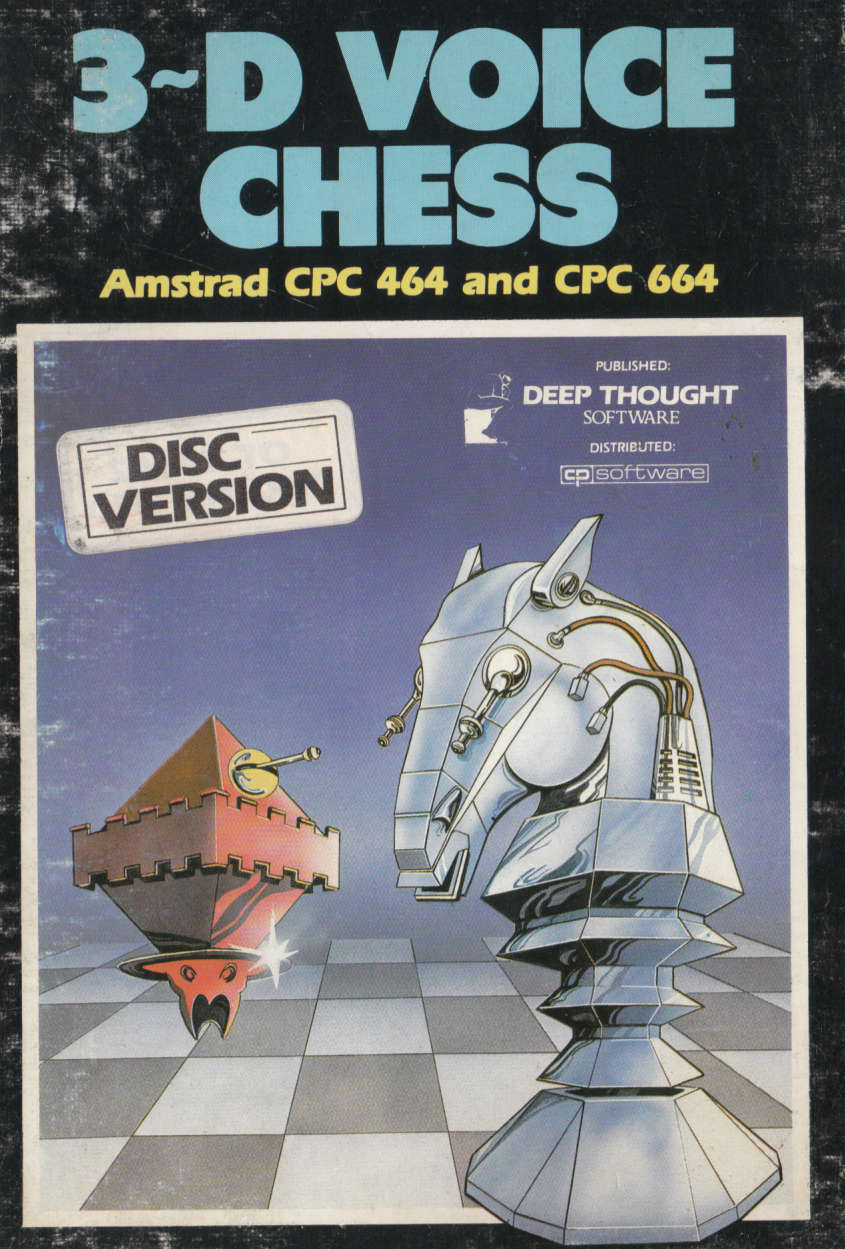 3~D VOICE
CHESS
Amstrad CPC 464 and CPC 664
PUBLISHED:
DEEP THOUGHT
SOFTWARE
DISTRIBUTED:
cp software
DISC
VERSION